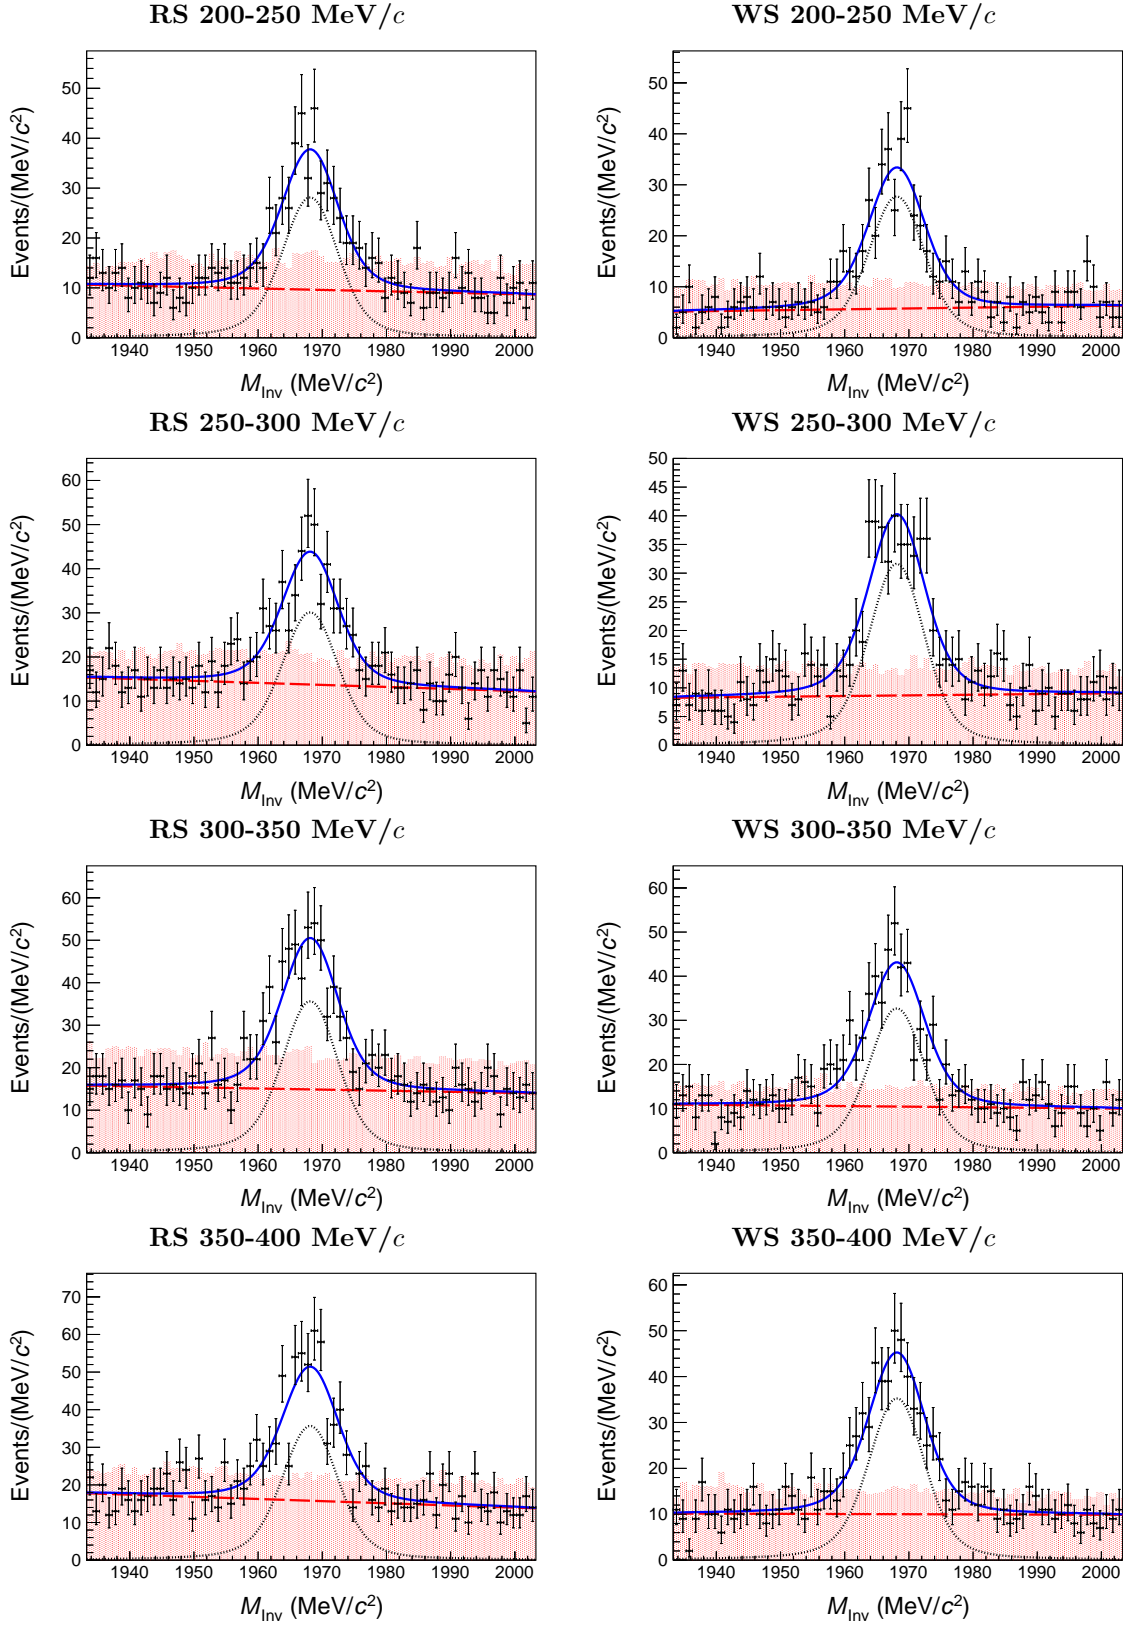 RS 200-250 MeV/c WS 200-250 MeV/c
Events/(MeV/c²) 0 10 20 30 40 50 Events/(MeV/c²) 0 10 20 30 40 50
1940 1950 1960 1970 1980 1990 2000 1940 1950 1960 1970 1980 1990 2000
M_Inv (MeV/c²) M_Inv (MeV/c²)
RS 250-300 MeV/c WS 250-300 MeV/c
Events/(MeV/c²) 0 10 20 30 40 50 60 Events/(MeV/c²) 0 5 10 15 20 25 30 35 40 45 50
1940 1950 1960 1970 1980 1990 2000 1940 1950 1960 1970 1980 1990 2000
M_Inv (MeV/c²) M_Inv (MeV/c²)
RS 300-350 MeV/c WS 300-350 MeV/c
Events/(MeV/c²) 0 10 20 30 40 50 60 Events/(MeV/c²) 0 10 20 30 40 50 60
1940 1950 1960 1970 1980 1990 2000 1940 1950 1960 1970 1980 1990 2000
M_Inv (MeV/c²) M_Inv (MeV/c²)
RS 350-400 MeV/c WS 350-400 MeV/c
Events/(MeV/c²) 0 10 20 30 40 50 60 70 Events/(MeV/c²) 0 10 20 30 40 50 60
1940 1950 1960 1970 1980 1990 2000 1940 1950 1960 1970 1980 1990 2000
M_Inv (MeV/c²) M_Inv (MeV/c²)